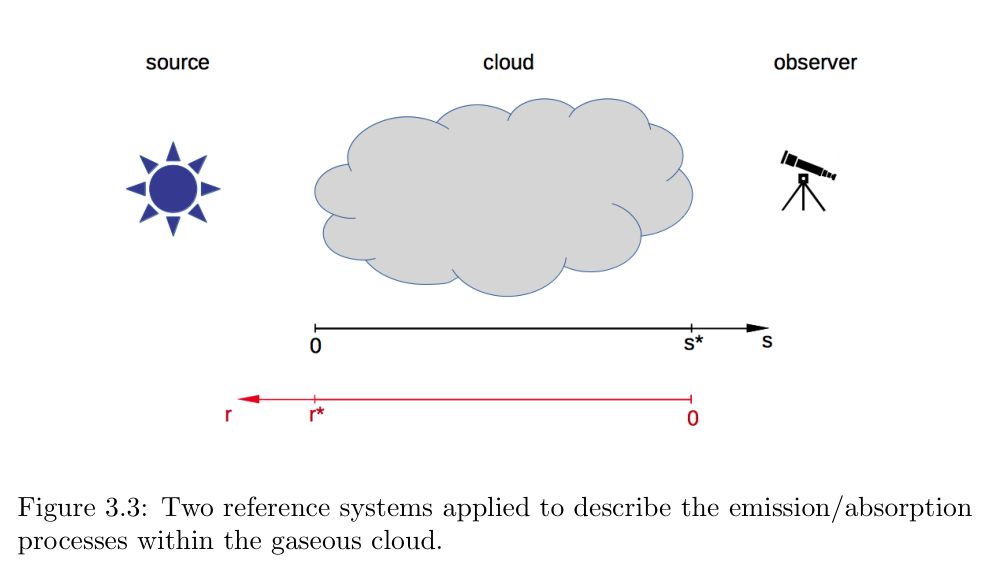 source cloud observer
0 s* s
r r* 0
Figure 3.3: Two reference systems applied to describe the emission/absorption
processes within the gaseous cloud.